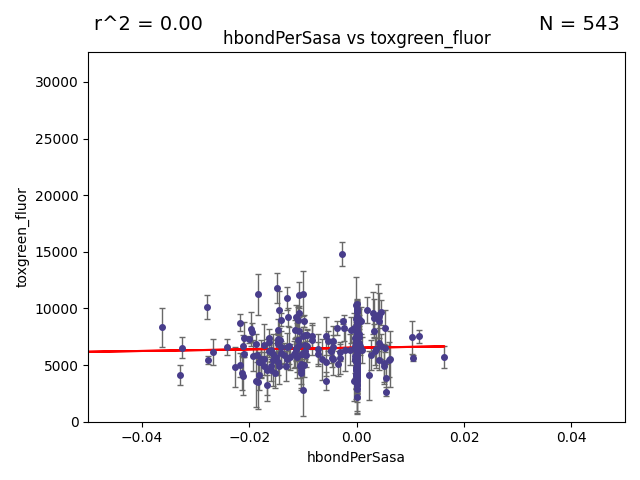 r^2 = 0.00
N = 543
hbondPerSasa vs toxgreen_fluor
30000
25000
20000
15000
10000
5000
0
toxgreen_fluor
−0.04
−0.02
0.00
0.02
0.04
hbondPerSasa